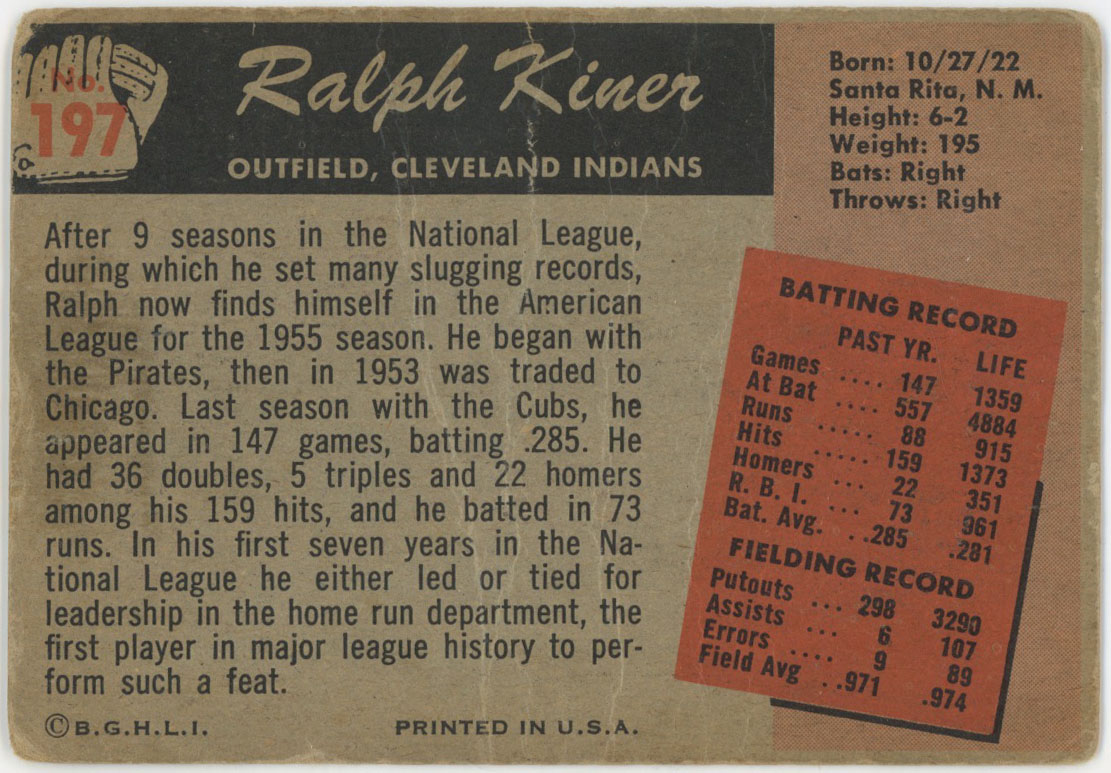 No.
197
Ralph Kiner
OUTFIELD, CLEVELAND INDIANS
Born: 10/27/22
Santa Rita, N. M.
Height: 6-2
Weight: 195
Bats: Right
Throws: Right
After 9 seasons in the National League,
during which he set many slugging records,
Ralph now finds himself in the American
League for the 1955 season. He began with
the Pirates, then in 1953 was traded to
Chicago. Last season with the Cubs, he
appeared in 147 games, batting .285. He
had 36 doubles, 5 triples and 22 homers
among his 159 hits, and he batted in 73
runs. In his first seven years in the Na-
tional League he either led or tied for
leadership in the home run department, the
first player in major league history to per-
form such a feat.
BATTING RECORD
PAST YR. LIFE
Games .... 147 1359
At Bat .... 557 4884
Runs ..... 88 915
Hits ..... 159 1373
Homers ... 22 351
R. B. I. ... 73 961
Bat. Avg. ..285 .281
FIELDING RECORD
Putouts ... 298 3290
Assists ... 6 107
Errors .... 9 89
Field Avg ..971 .974
©B.G.H.L.I. PRINTED IN U.S.A.